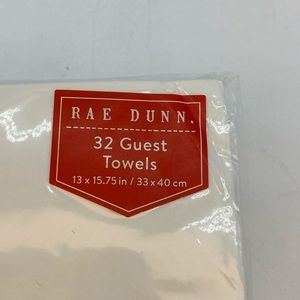 RAE DUNN.
32 Guest
Towels
13 x 15.75 in / 33 x 40 cm